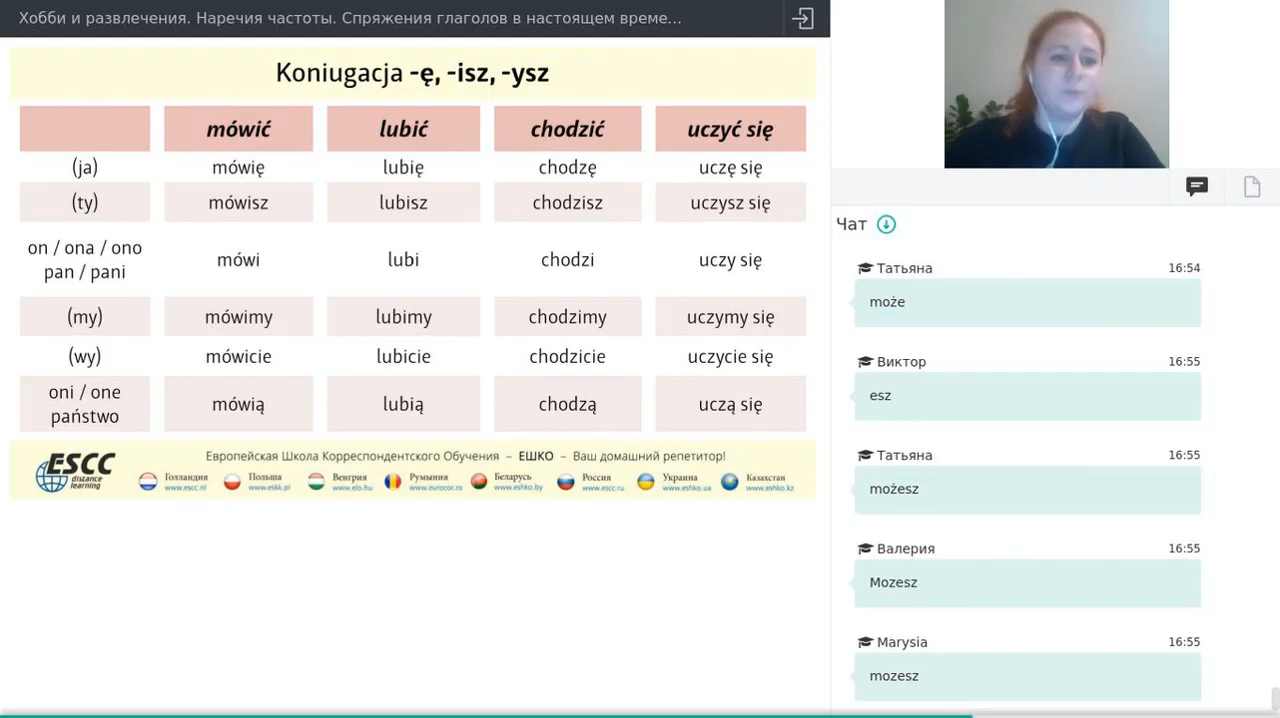 Хобби и развлечения. Наречия частоты. Спряжения глаголов в настоящем време...
Koniugacja -ę, -isz, -ysz
mówić lubić chodzić uczyć się
(ja) mówię lubię chodzę uczę się
(ty) mówisz lubisz chodzisz uczysz się
on / ona / ono
pan / pani mówi lubi chodzi uczy się
(my) mówimy lubimy chodzimy uczymy się
(wy) mówicie lubicie chodzicie uczycie się
oni / one
państwo mówią lubią chodzą uczą się
ESCC
distance
learning
Европейская Школа Корреспондентского Обучения – ЕШКО – Ваш домашний репетитор!
Голландия Польша Венгрия Румыния Беларусь Россия Украина Казахстан
www.escc.nl www.eskk.pl www.elo.hu www.eurocor.ro www.eshko.by www.escc.ru www.eshko.ua www.eshko.kz
Чат
Татьяна 16:54
może
Виктор 16:55
esz
Татьяна 16:55
możesz
Валерия 16:55
Mozesz
Marysia 16:55
mozesz